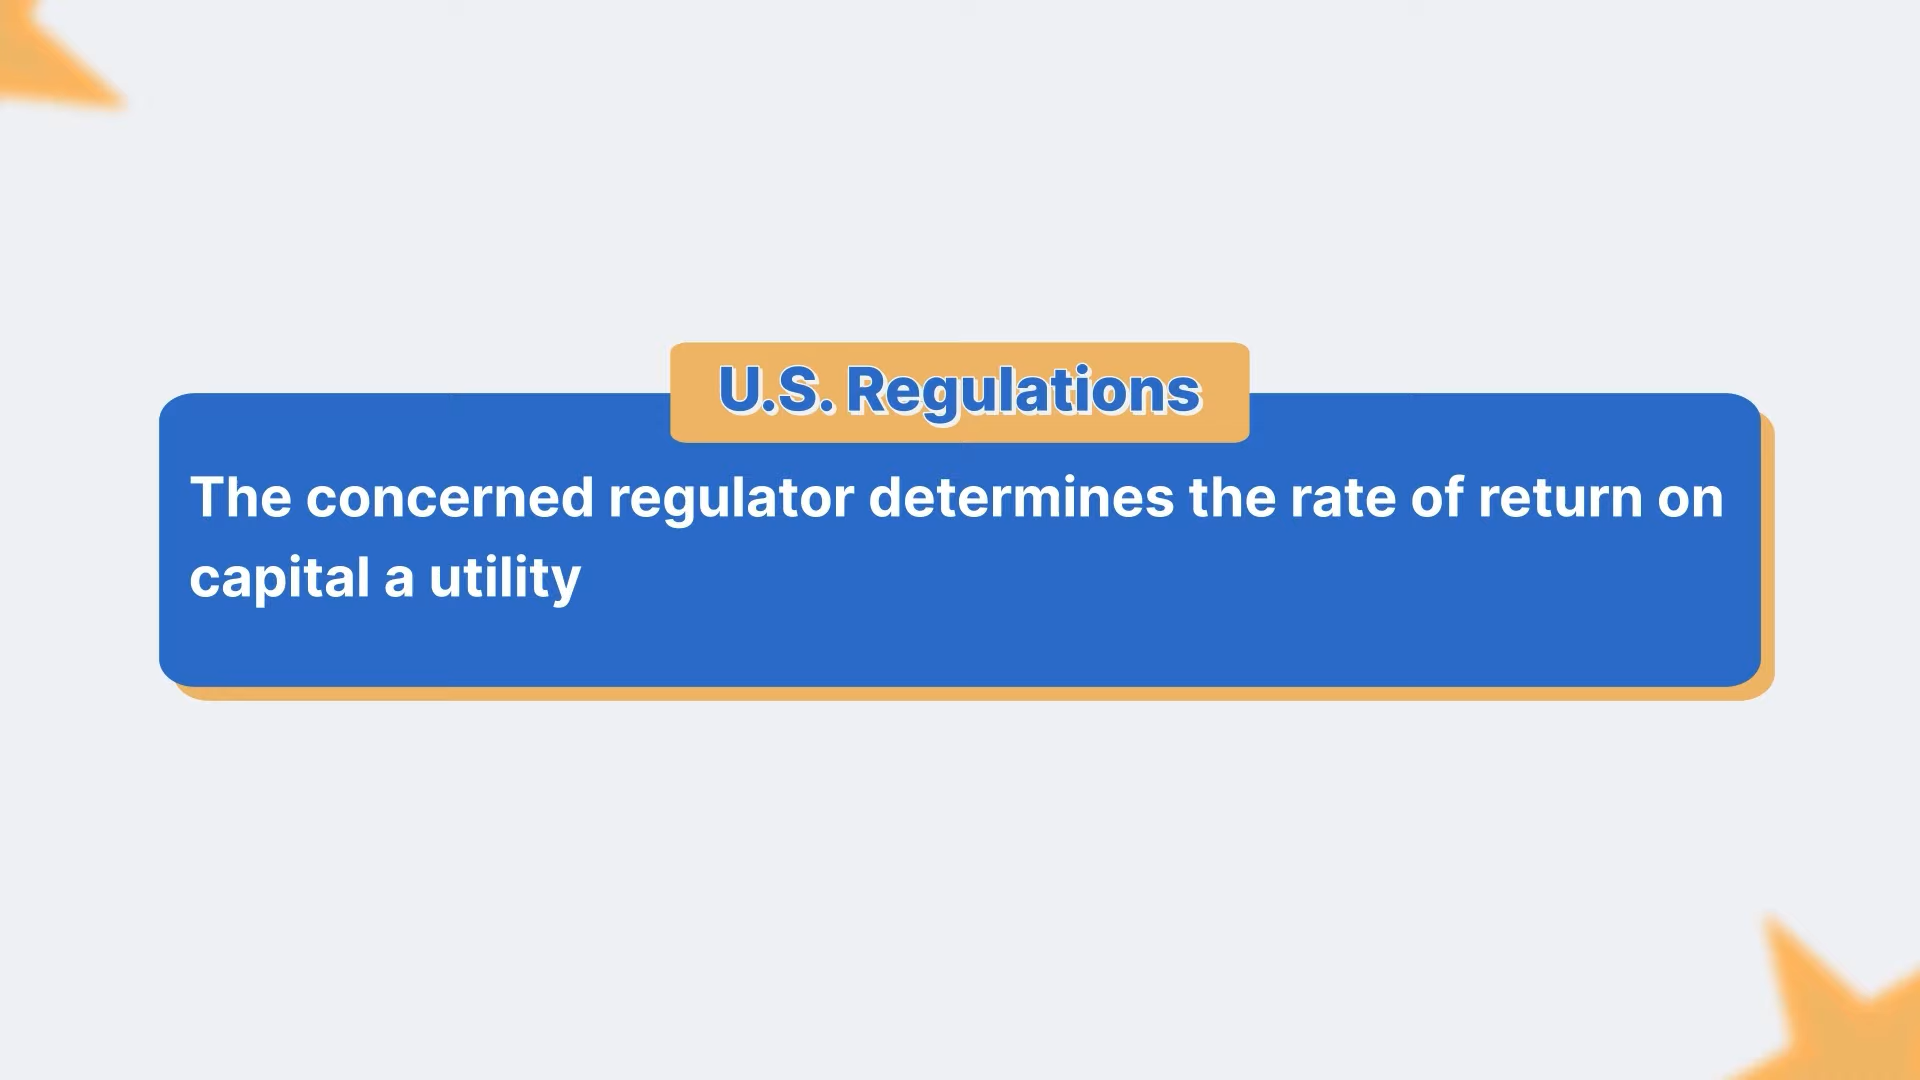 U.S. Regulations
The concerned regulator determines the rate of return on
capital a utility